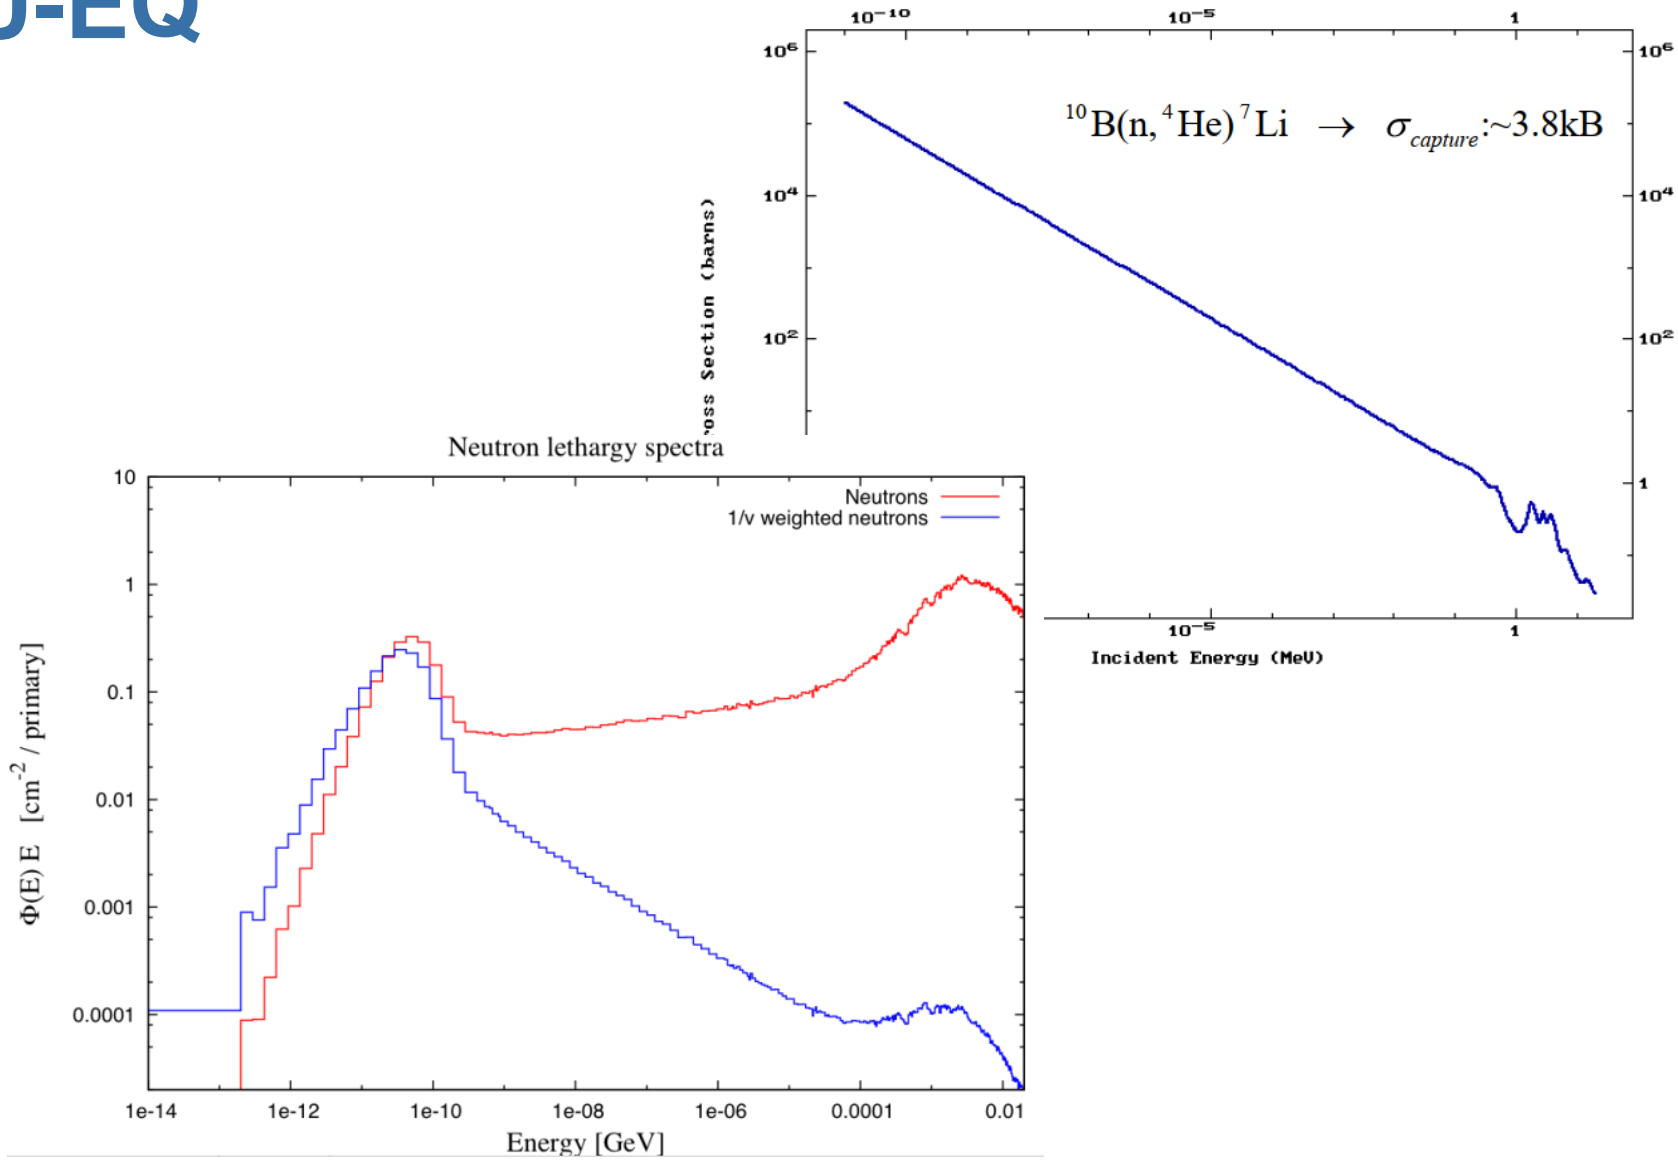 U-EQ
10⁻¹⁰ 10⁻⁵ 1
10⁶ 10⁶
¹⁰B(n,⁴He)⁷Li → σcapture:~3.8kB
10⁴ 10⁴
ross Section (barns)
10² 10²
1
10⁻⁵ 1
Incident Energy (MeV)
Neutron lethargy spectra
10
Neutrons
1/v weighted neutrons
1
0.1
0.01
0.001
0.0001
Φ(E) E [cm⁻² / primary]
1e-14 1e-12 1e-10 1e-08 1e-06 0.0001 0.01
Energy [GeV]